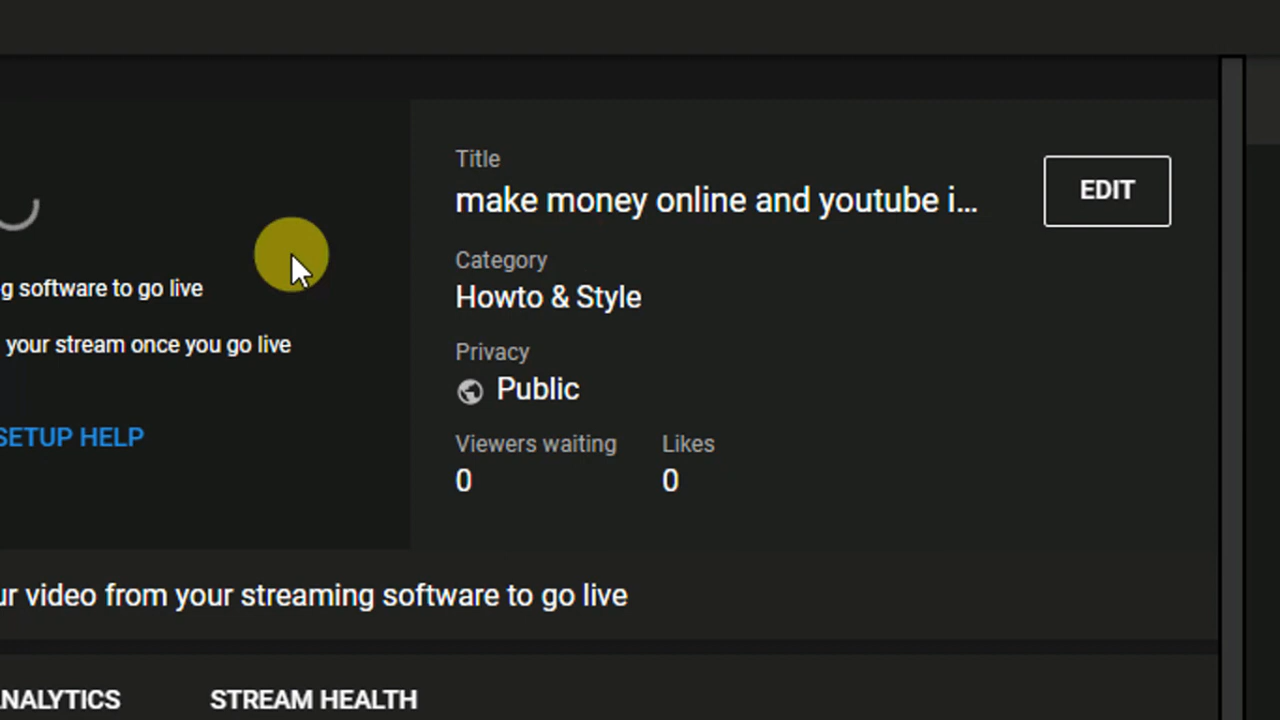 Title
make money online and youtube i...
EDIT
Category
Howto & Style
g software to go live
Privacy
your stream once you go live
Public
SETUP HELP
Viewers waiting Likes
0 0
ur video from your streaming software to go live
NALYTICS STREAM HEALTH